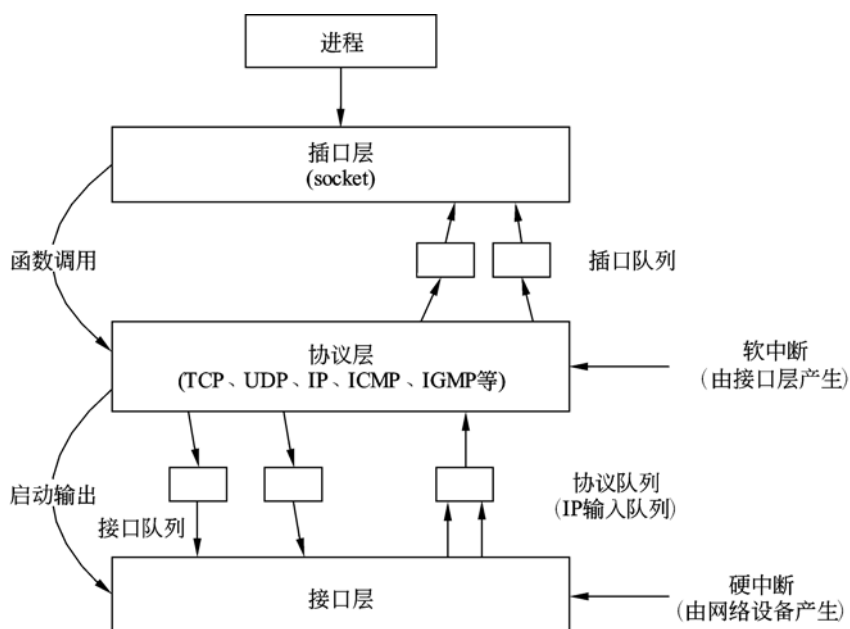 进程
插口层
(socket)
函数调用
插口队列
协议层
(TCP、UDP、IP、ICMP、IGMP等)
软中断
(由接口层产生)
启动输出
接口队列
协议队列
(IP输入队列)
接口层
硬中断
(由网络设备产生)